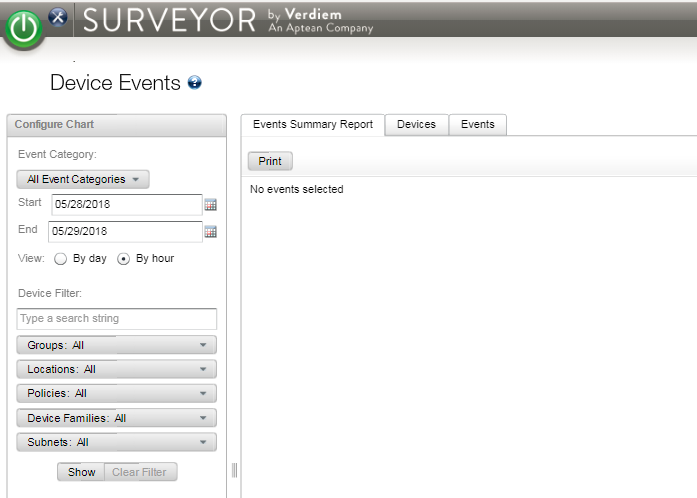 SURVEYOR by Verdiem
An Aptean Company
Device Events
Configure Chart
Event Category:
All Event Categories
Start 05/28/2018
End 05/29/2018
View: By day By hour
Device Filter:
Type a search string
Groups: All
Locations: All
Policies: All
Device Families: All
Subnets: All
Show Clear Filter
Events Summary Report Devices Events
Print
No events selected